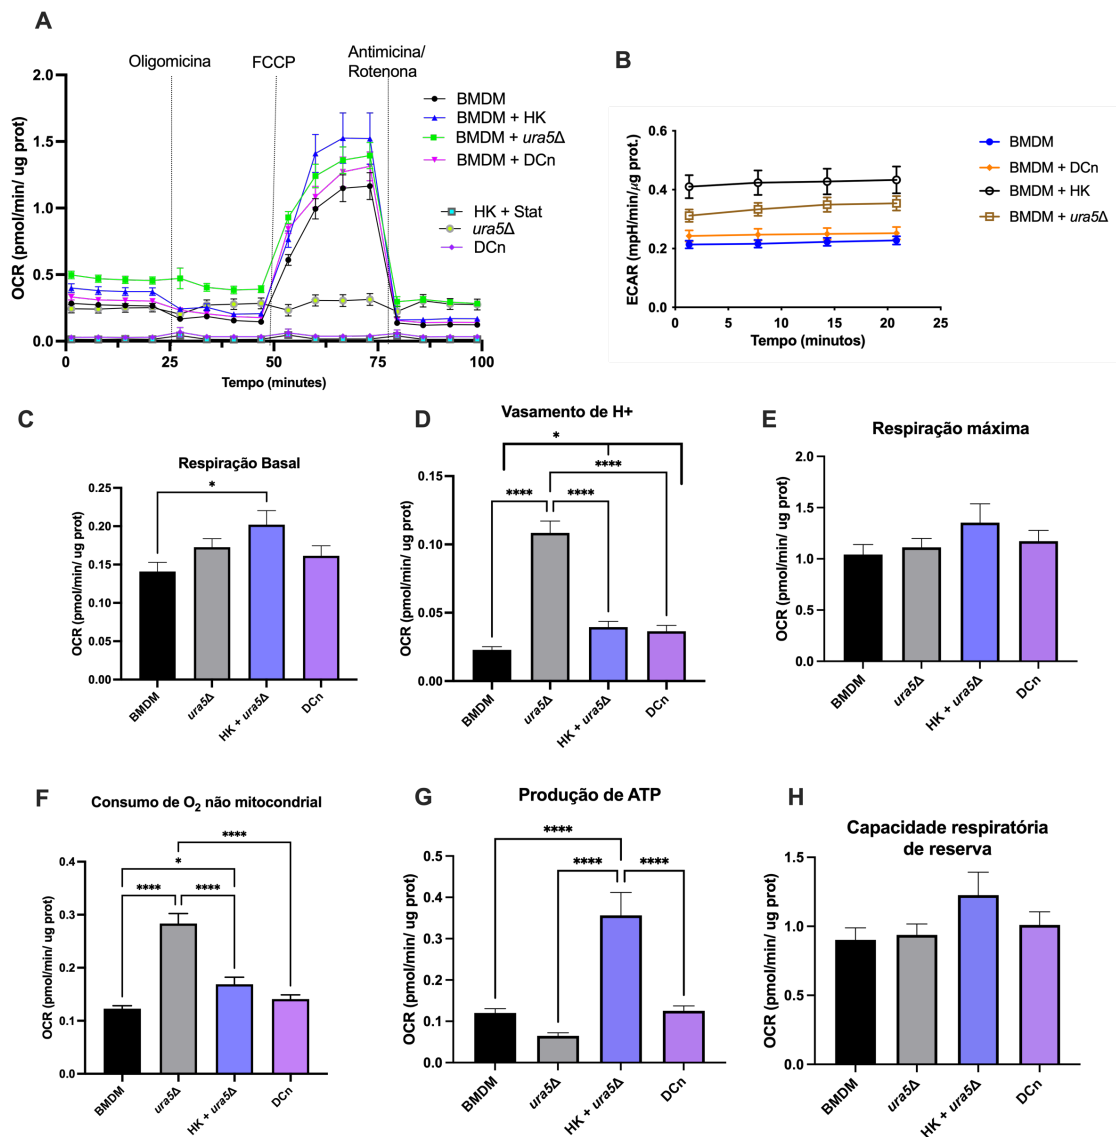 A
Oligomicina
FCCP
Antimicina/
Rotenona
OCR (pmol/min/ ug prot)
2.0
1.5
1.0
0.5
0.0
0
25
50
75
100
Tempo (minutes)
BMDM
BMDM + HK
BMDM + ura5Δ
BMDM + DCn
HK + Stat
ura5Δ
DCn
B
ECAR (mpH/min/μg prot.)
0.6
0.4
0.2
0.0
0
5
10
15
20
25
Tempo (minutos)
BMDM
BMDM + DCn
BMDM + HK
BMDM + ura5Δ
C
Respiração Basal
*
OCR (pmol/min/ ug prot)
0.25
0.20
0.15
0.10
0.05
0.00
BMDM
ura5Δ
HK + ura5Δ
DCn
D
Vasamento de H+
*
****
**** ****
OCR (pmol/min/ ug prot)
0.15
0.10
0.05
0.00
BMDM
ura5Δ
HK + ura5Δ
DCn
E
Respiração máxima
OCR (pmol/min/ ug prot)
2.0
1.5
1.0
0.5
0.0
BMDM
ura5Δ
HK + ura5Δ
DCn
F
Consumo de O₂ não mitocondrial
****
*
**** ****
OCR (pmol/min/ ug prot)
0.4
0.3
0.2
0.1
0.0
BMDM
ura5Δ
HK + ura5Δ
DCn
G
Produção de ATP
****
**** ****
OCR (pmol/min/ ug prot)
0.5
0.4
0.3
0.2
0.1
0.0
BMDM
ura5Δ
HK + ura5Δ
DCn
H
Capacidade respiratória
de reserva
OCR (pmol/min/ ug prot)
1.5
1.0
0.5
0.0
BMDM
ura5Δ
HK + ura5Δ
DCn